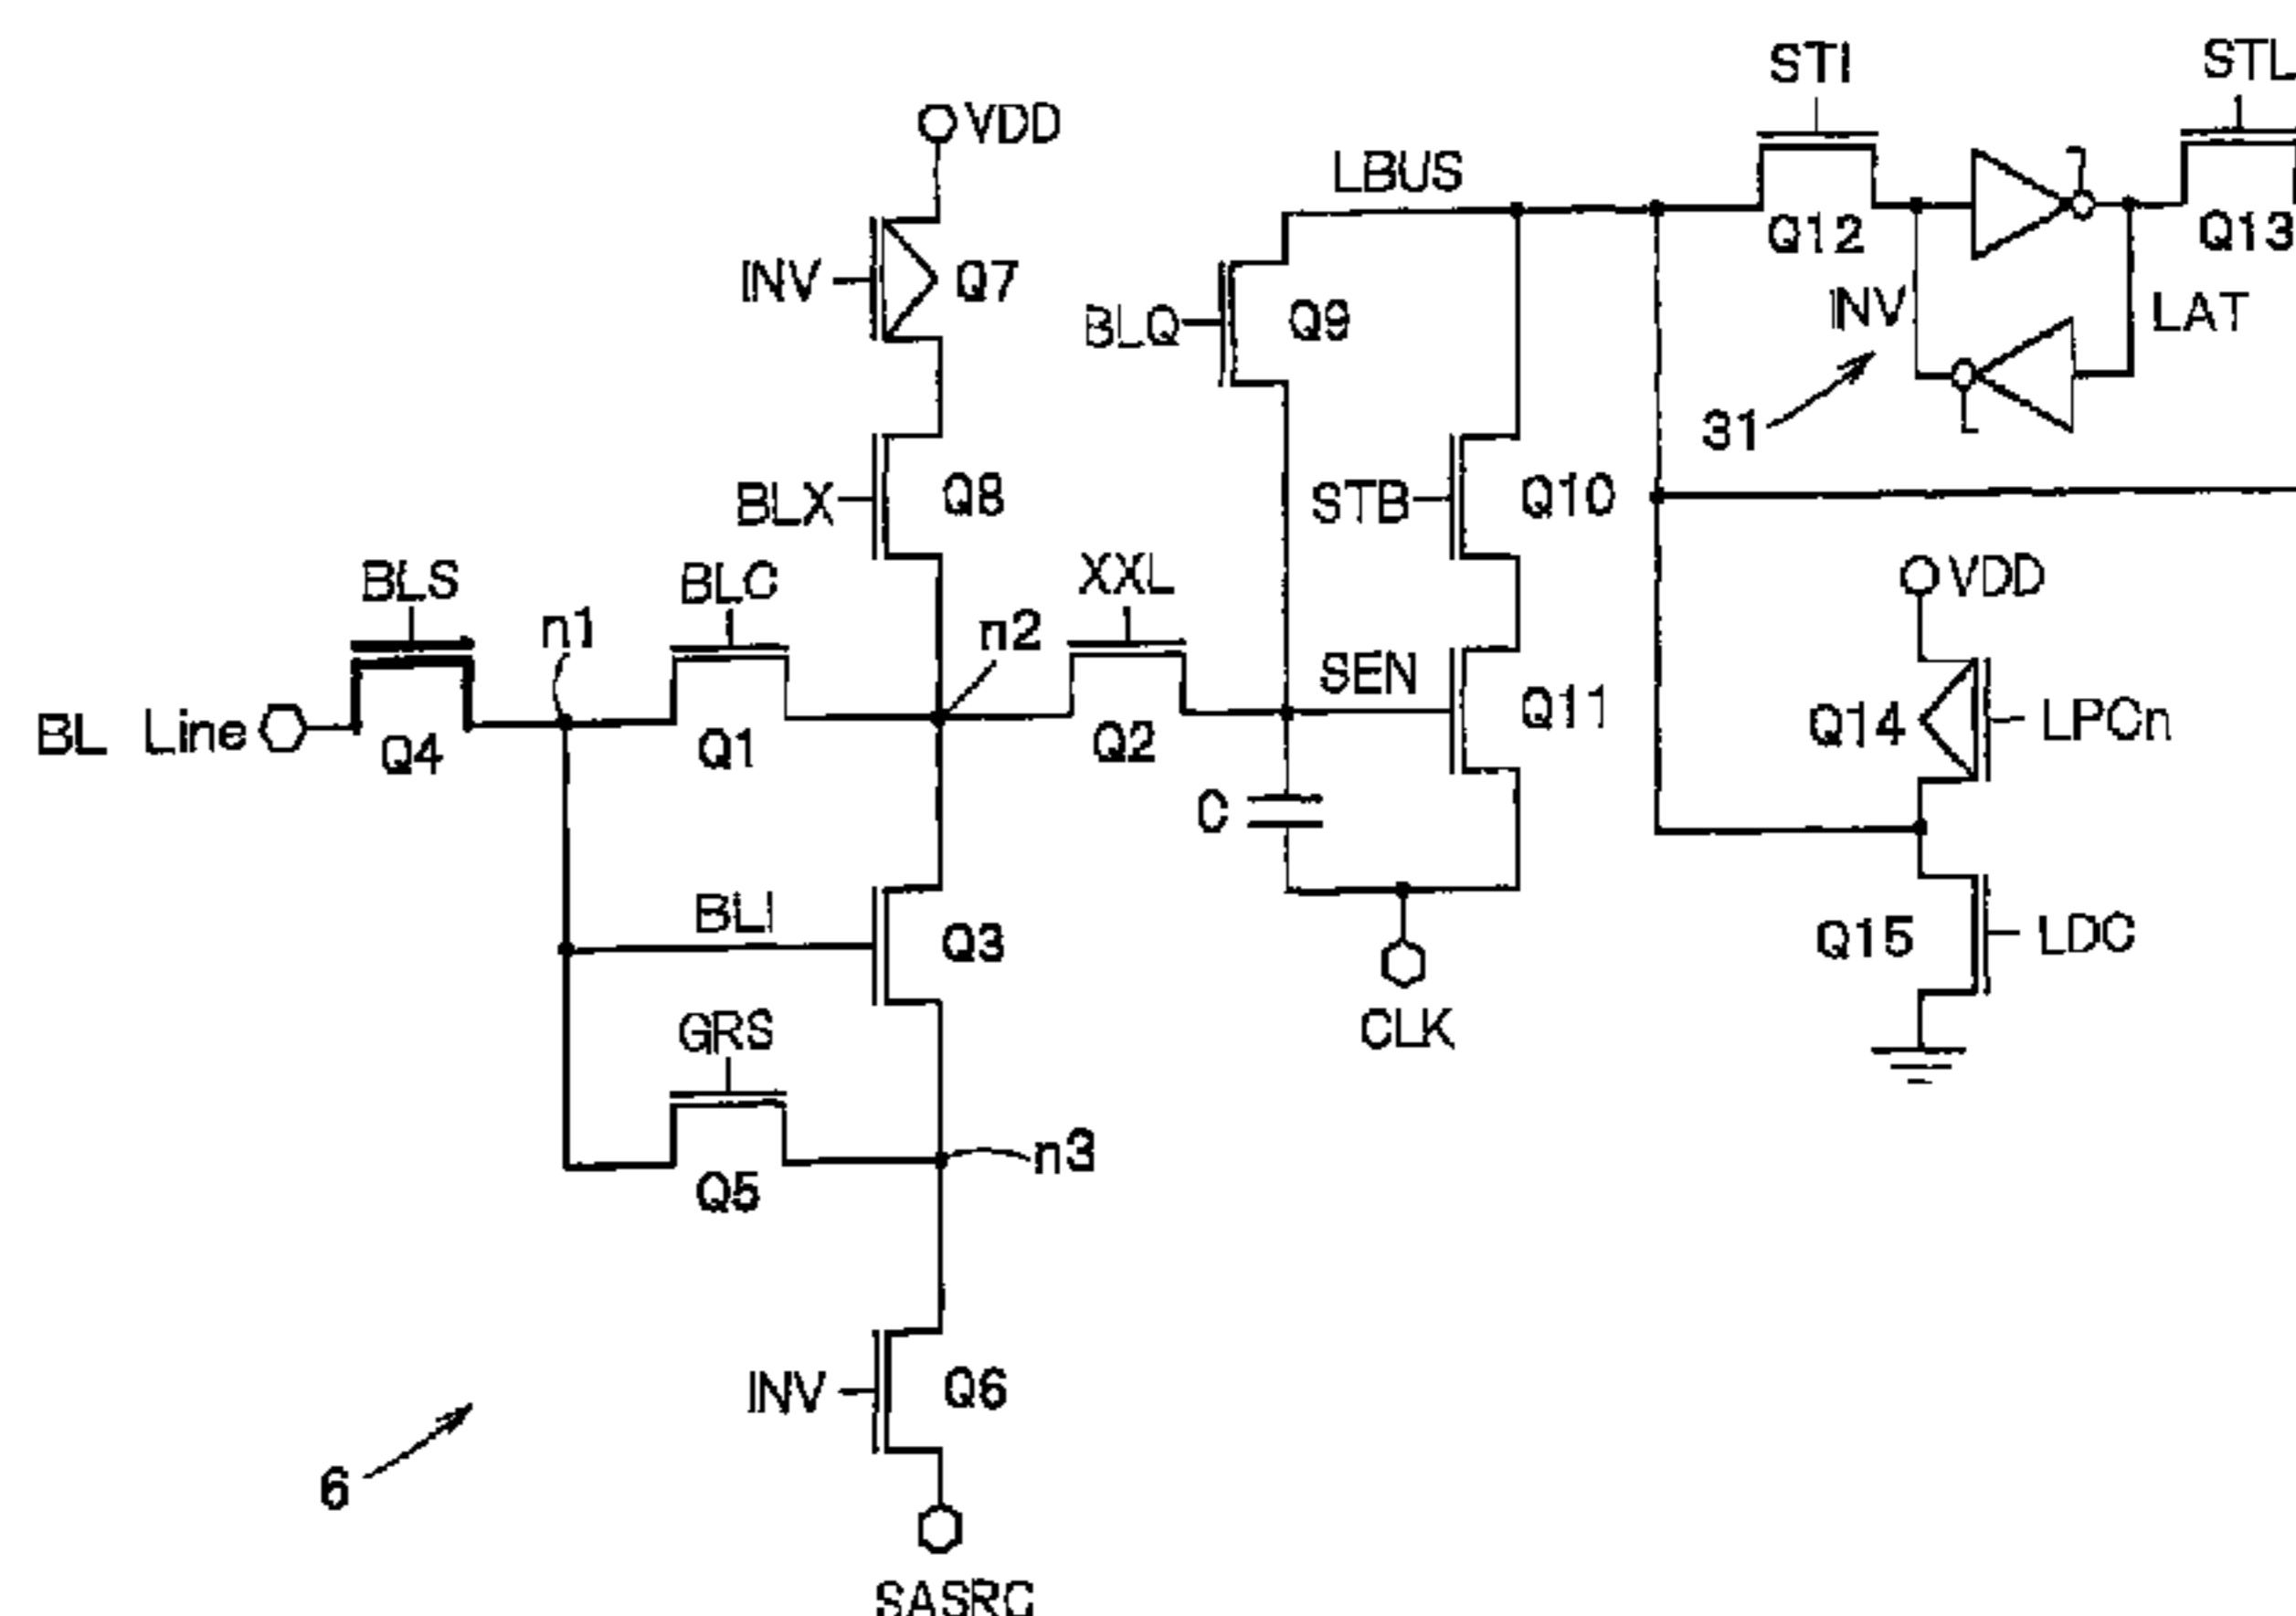 STI
STL
VDD
LBUS
Q12
Q13
INV
Q7
BLQ
Q9
INV
LAT
31
BLX
Q8
STB
Q10
BLS
n1
BLC
n2
XXL
VDD
SEN
Q11
Q14
LPCn
BL Line
Q4
Q1
Q2
C
BLI
Q3
Q15
LDC
GRS
CLK
n3
Q5
INV
Q6
6
SASRC